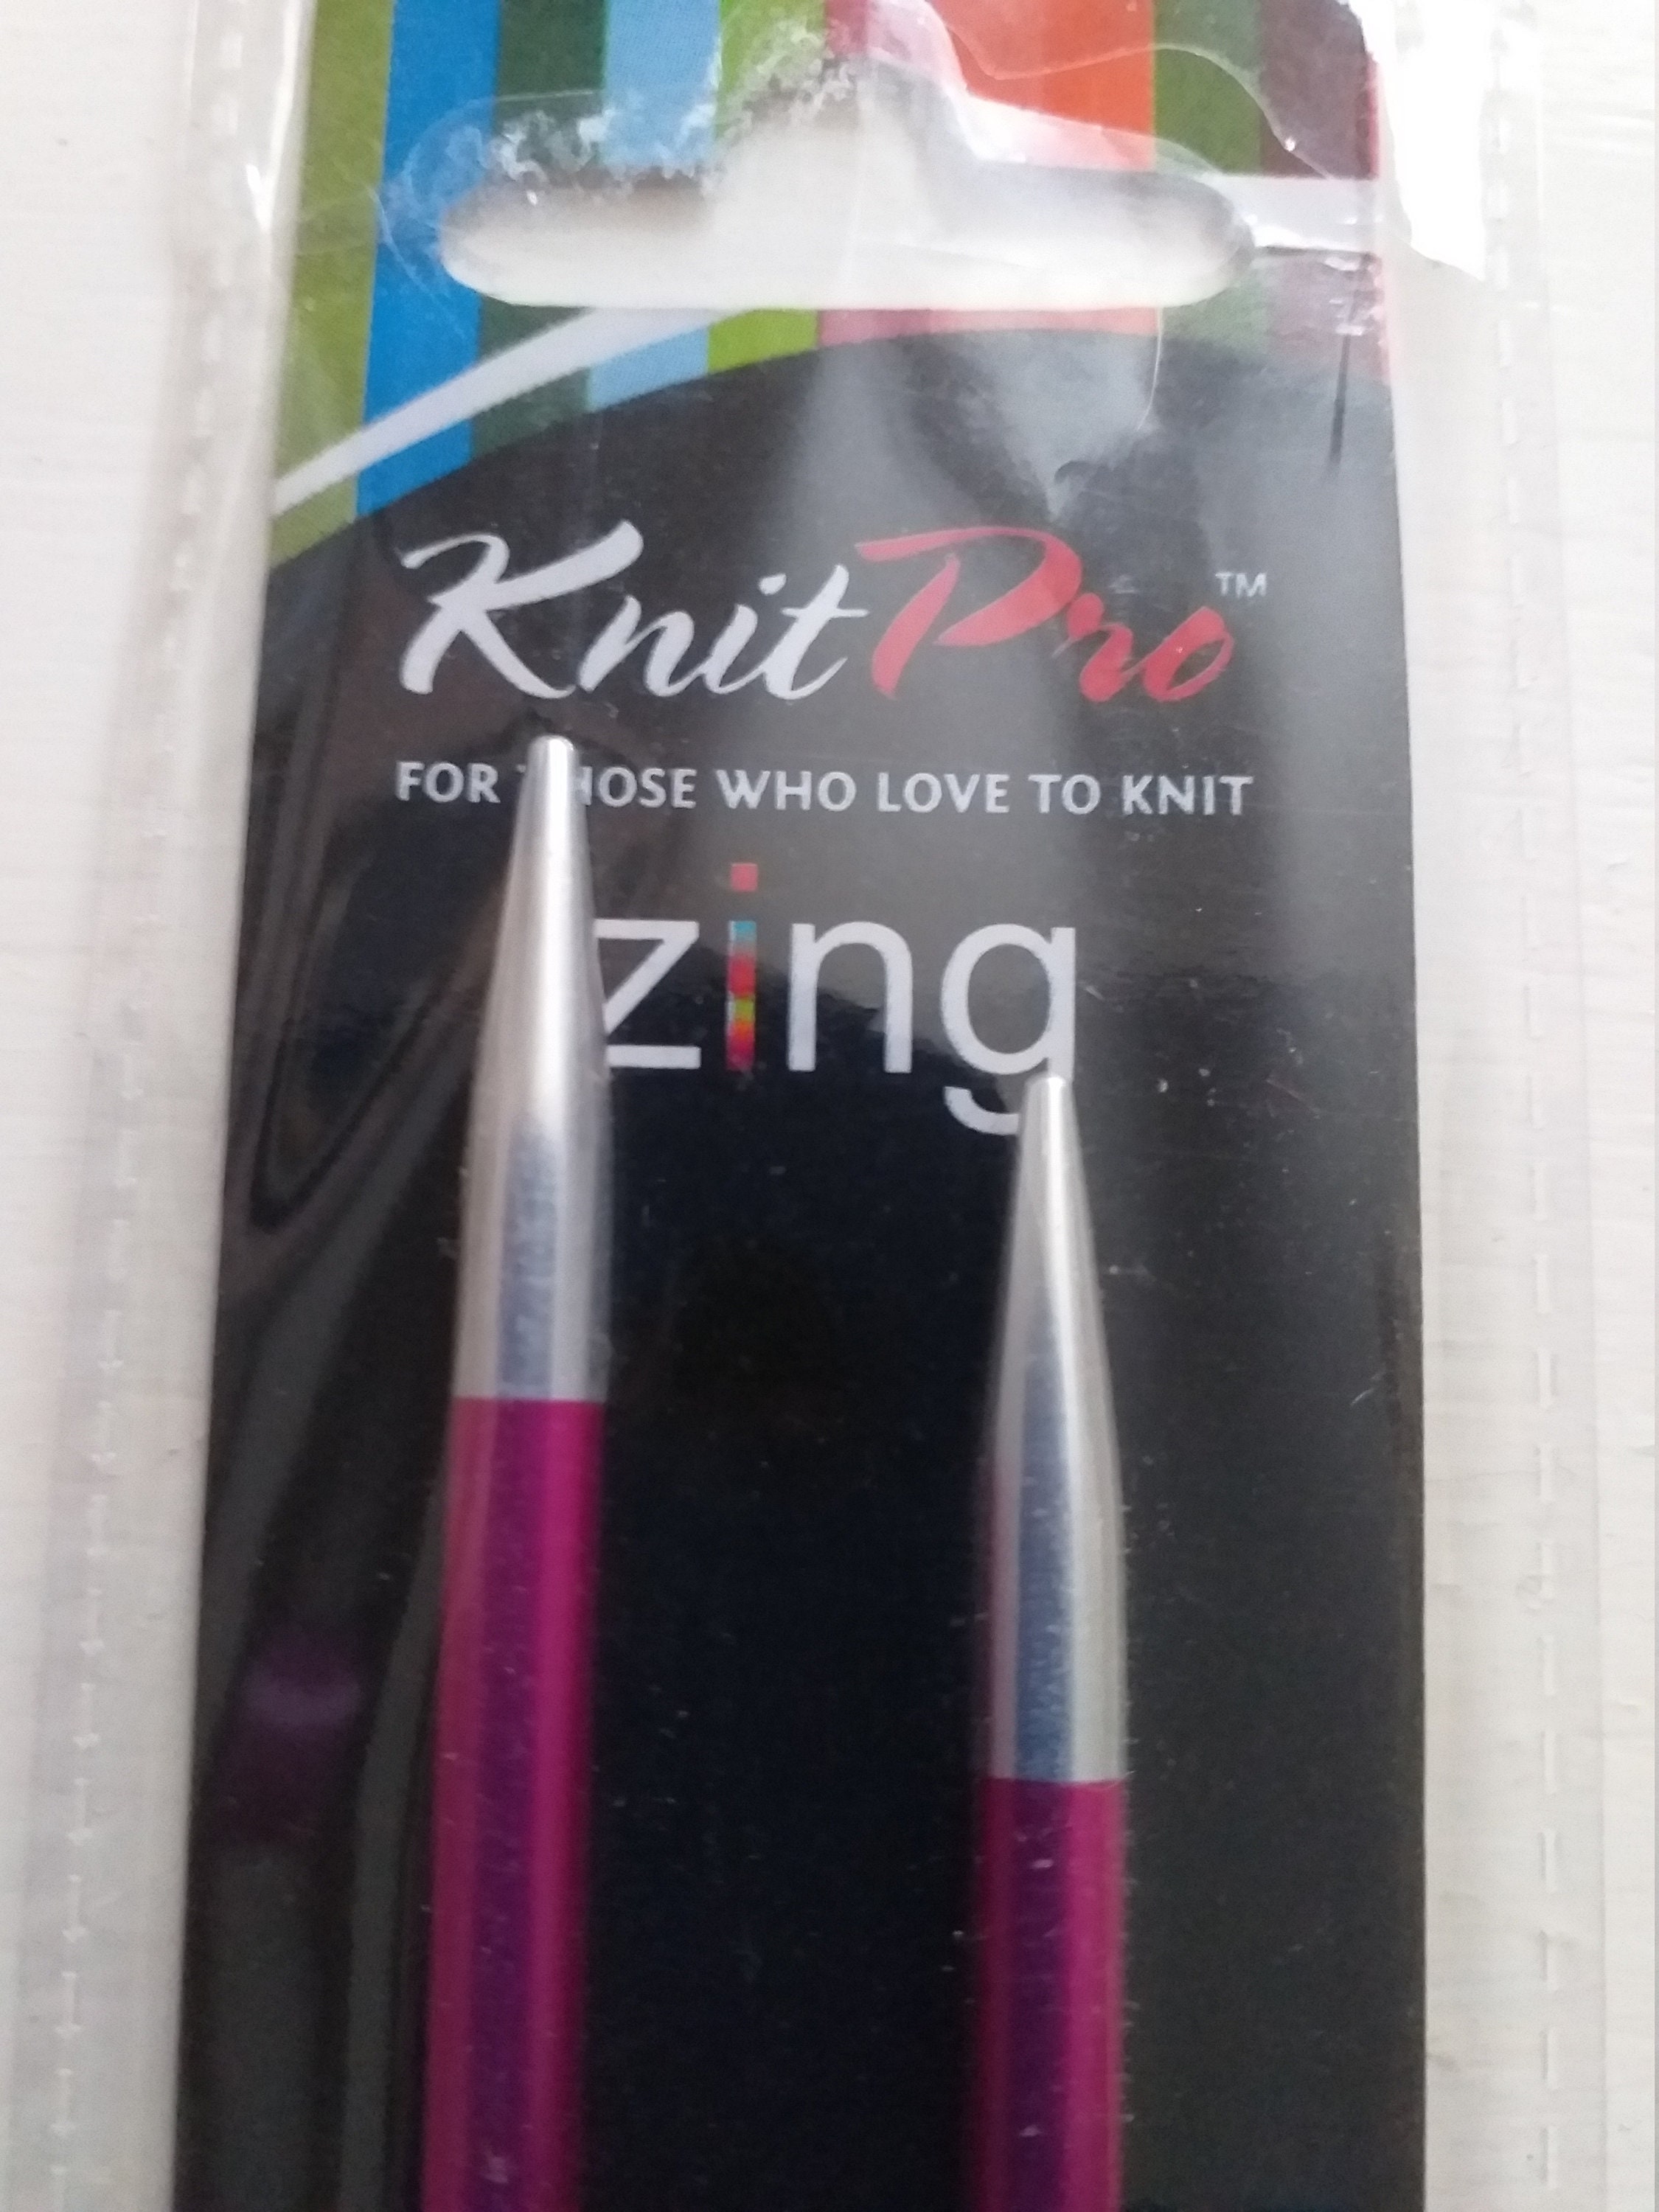 KnitPro™
FOR THOSE WHO LOVE TO KNIT
zing